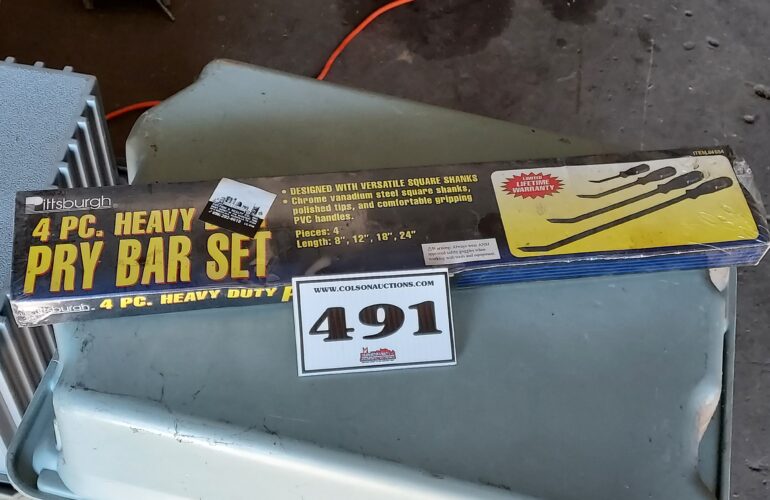 Pittsburgh
4 PC. HEAVY
PRY BAR SET
• DESIGNED WITH VERSATILE SQUARE SHANKS
• Chrome vanadium steel square shanks,
polished tips, and comfortable gripping
PVC handles.
Pieces: 4
Length: 8", 12", 18", 24"
LIMITED
LIFETIME
WARRANTY
Pittsburgh 4 PC. HEAVY DUTY
WWW.COLSONAUCTIONS.COM
491